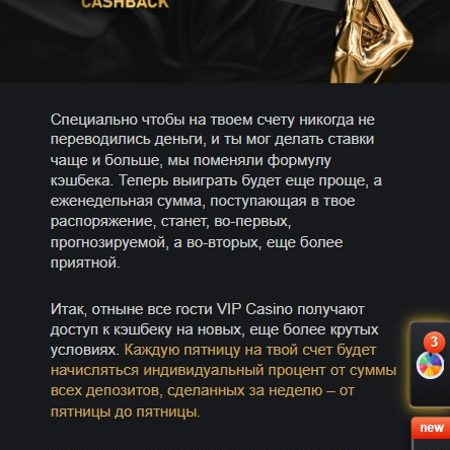 CASHBACK
Специально чтобы на твоем счету никогда не
переводились деньги, и ты мог делать ставки
чаще и больше, мы поменяли формулу
кэшбека. Теперь выиграть будет еще проще, а
еженедельная сумма, поступающая в твое
распоряжение, станет, во-первых,
прогнозируемой, а во-вторых, еще более
приятной.
Итак, отныне все гости VIP Casino получают
доступ к кэшбеку на новых, еще более крутых
условиях. Каждую пятницу на твой счет будет
начисляться индивидуальный процент от суммы
всех депозитов, сделанных за неделю – от
пятницы до пятницы.
3
new